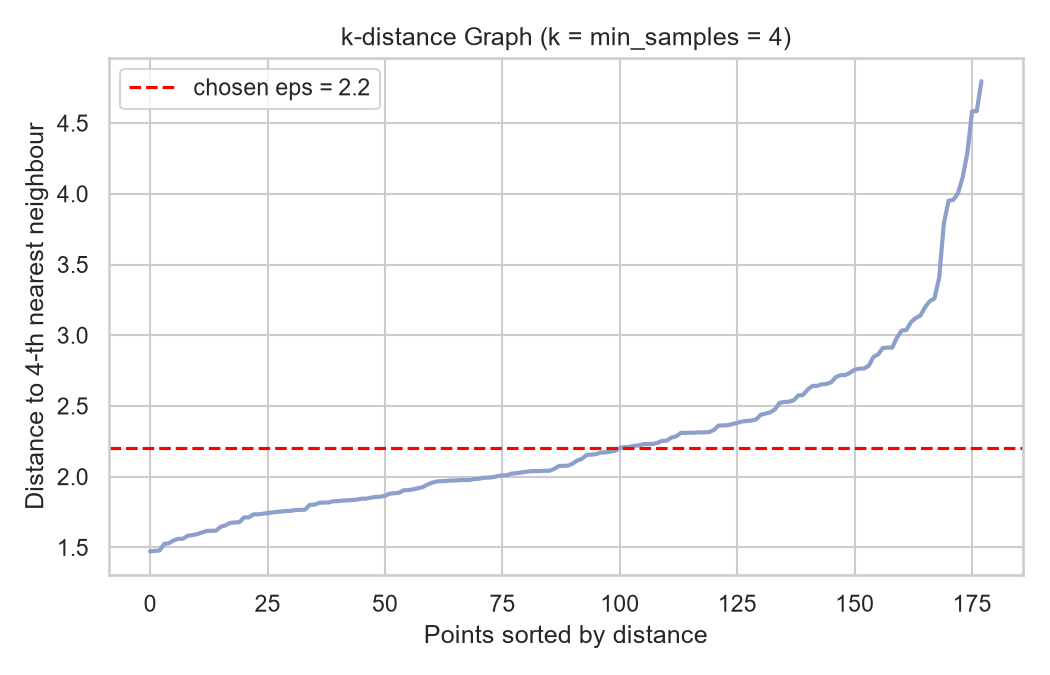 k-distance Graph (k = min_samples = 4)
chosen eps = 2.2
Distance to 4-th nearest neighbour
4.5
4.0
3.5
3.0
2.5
2.0
1.5
0 25 50 75 100 125 150 175
Points sorted by distance